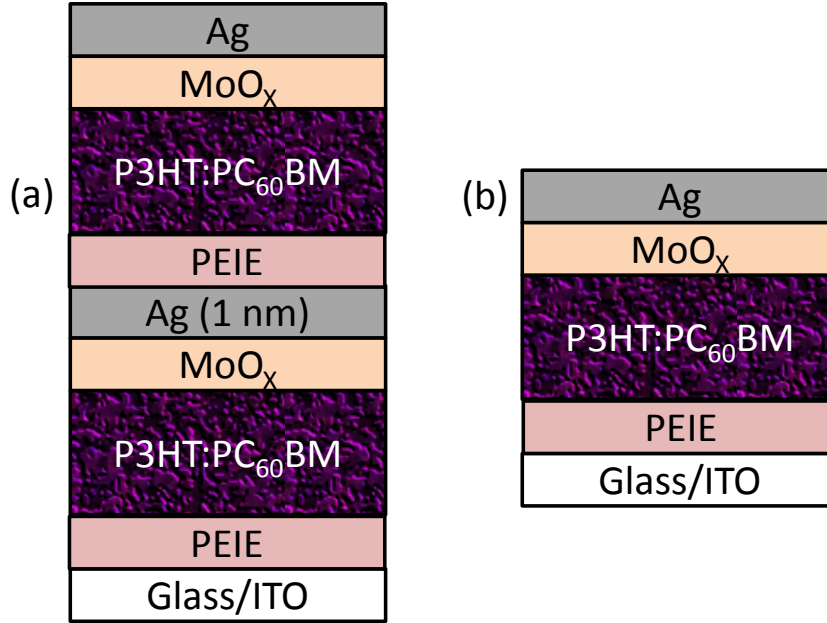 (a)
Ag
MoOₓ
P3HT:PC₆₀BM
PEIE
Ag (1 nm)
MoOₓ
P3HT:PC₆₀BM
PEIE
Glass/ITO
(b)
Ag
MoOₓ
P3HT:PC₆₀BM
PEIE
Glass/ITO